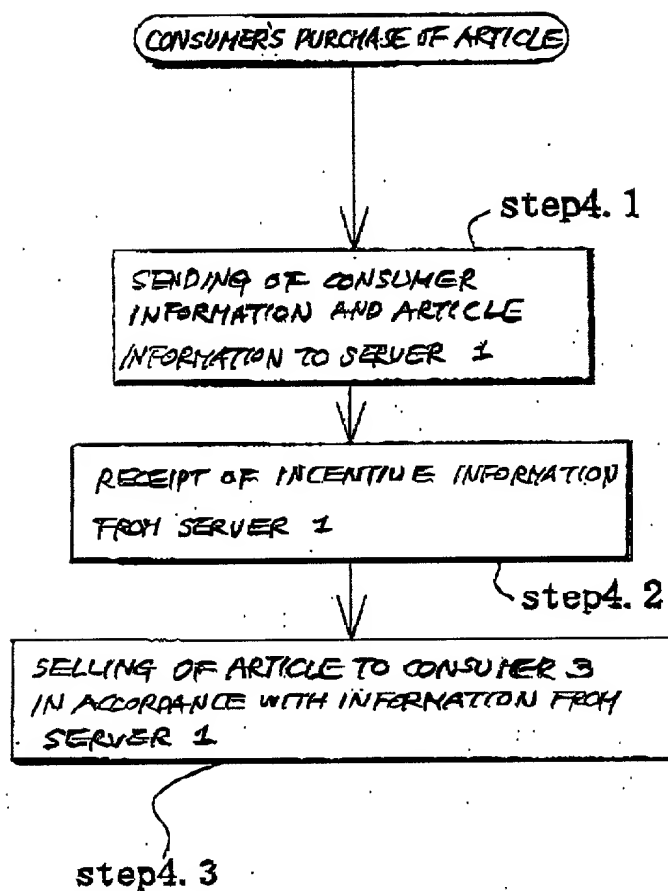 CONSUMER'S PURCHASE OF ARTICLE
step4.1
SENDING OF CONSUMER
INFORMATION AND ARTICLE
INFORMATION TO SERVER 1
RECEIPT OF INCENTIVE INFORMATION
FROM SERVER 1
step4.2
SELLING OF ARTICLE TO CONSUMER 3
IN ACCORDANCE WITH INFORMATION FROM
SERVER 1
step4.3